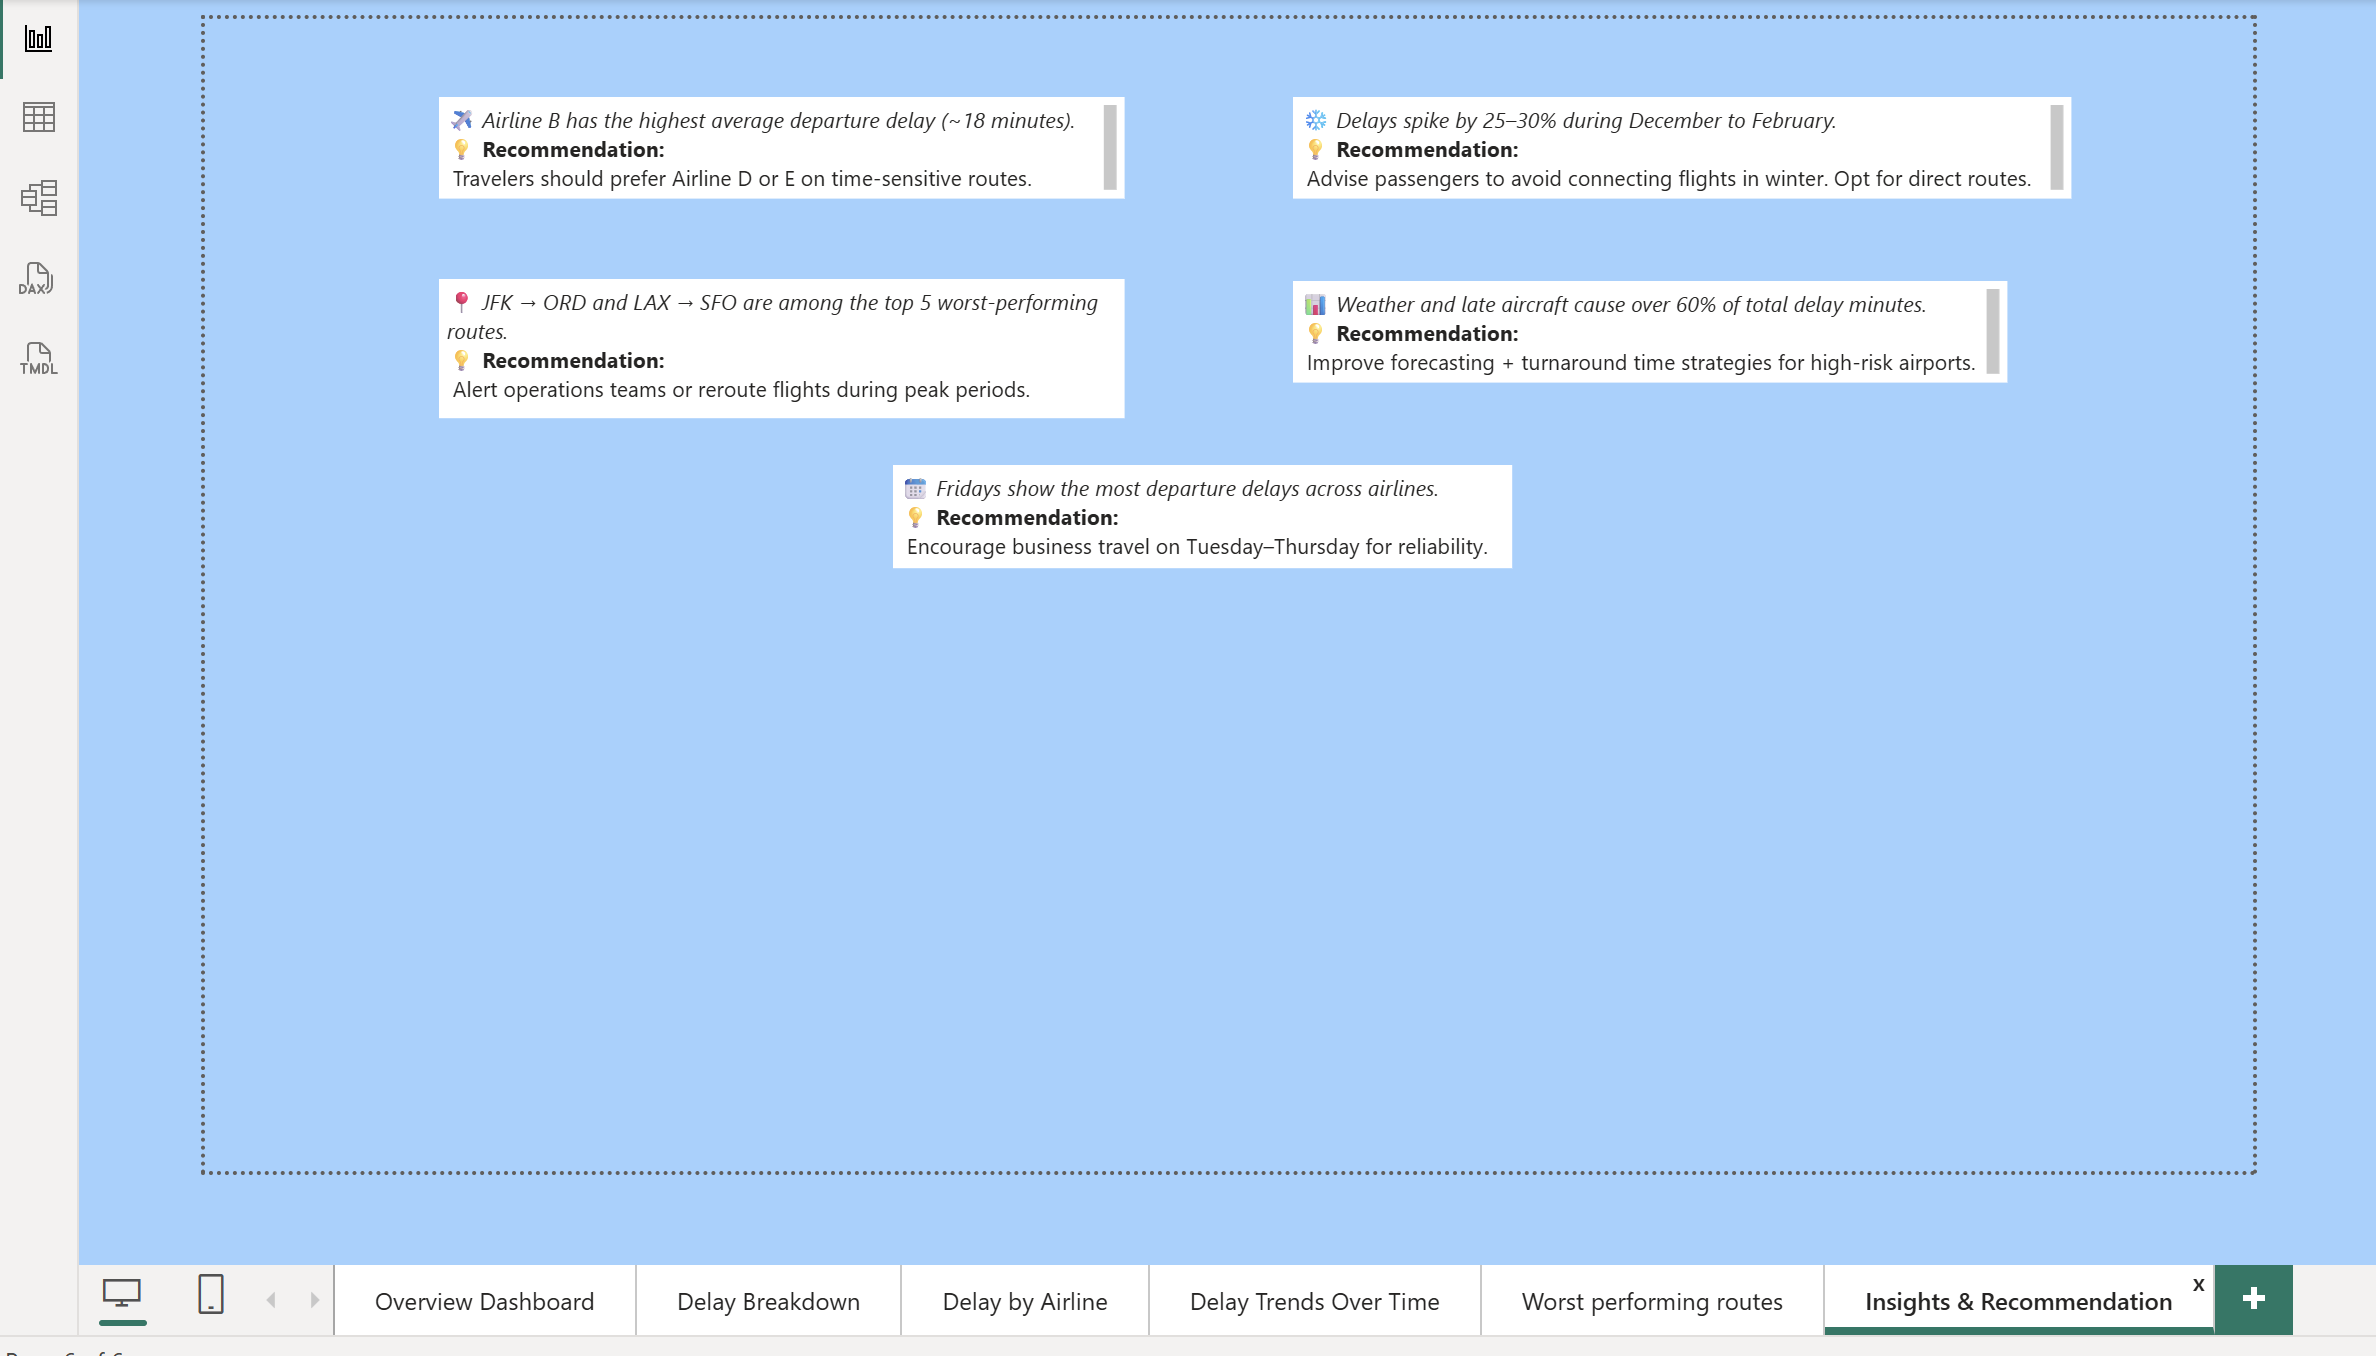 Airline B has the highest average departure delay (~18 minutes).
Recommendation:
Travelers should prefer Airline D or E on time-sensitive routes.
Delays spike by 25–30% during December to February.
Recommendation:
Advise passengers to avoid connecting flights in winter. Opt for direct routes.
JFK → ORD and LAX → SFO are among the top 5 worst-performing
routes.
Recommendation:
Alert operations teams or reroute flights during peak periods.
Weather and late aircraft cause over 60% of total delay minutes.
Recommendation:
Improve forecasting + turnaround time strategies for high-risk airports.
Fridays show the most departure delays across airlines.
Recommendation:
Encourage business travel on Tuesday–Thursday for reliability.
DAX
TMDL
Overview Dashboard
Delay Breakdown
Delay by Airline
Delay Trends Over Time
Worst performing routes
Insights & Recommendation
x
+